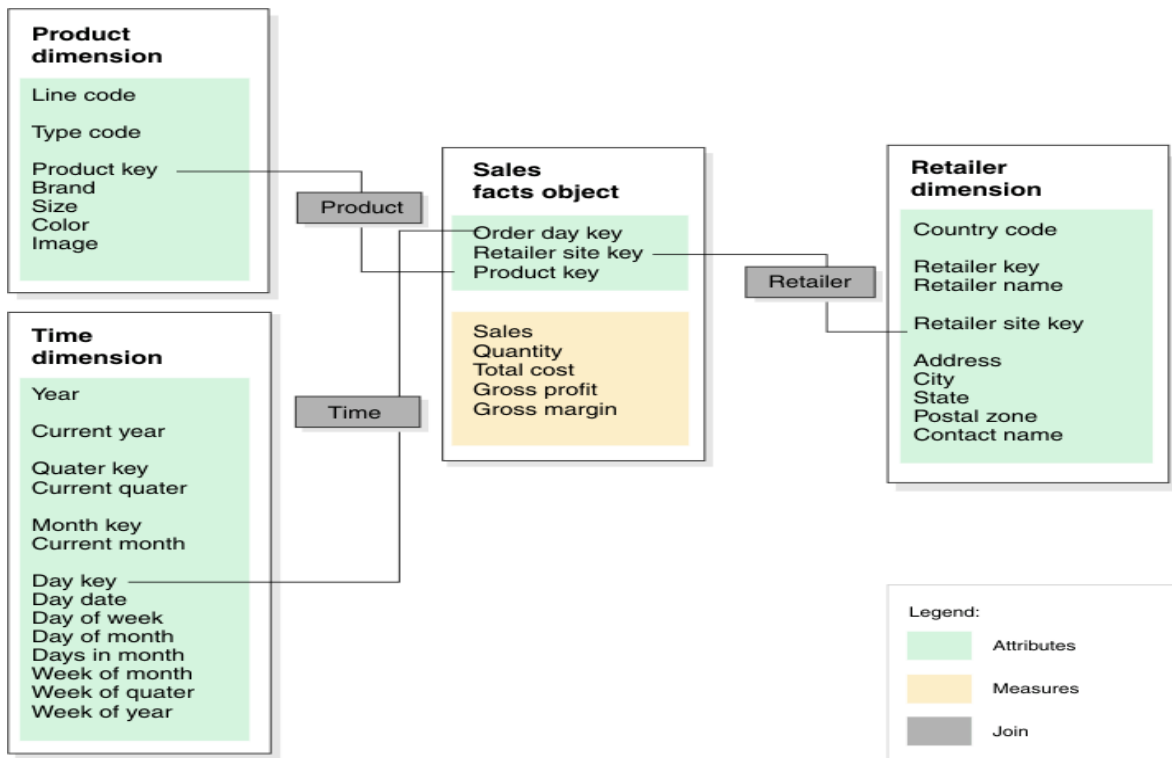 Product
dimension
Line code
Type code
Product key
Brand
Size
Color
Image
Product
Time
dimension
Year
Current year
Quater key
Current quater
Month key
Current month
Day key
Day date
Day of week
Day of month
Days in month
Week of month
Week of quater
Week of year
Time
Sales
facts object
Order day key
Retailer site key
Product key
Sales
Quantity
Total cost
Gross profit
Gross margin
Retailer
Retailer
dimension
Country code
Retailer key
Retailer name
Retailer site key
Address
City
State
Postal zone
Contact name
Legend:
Attributes
Measures
Join